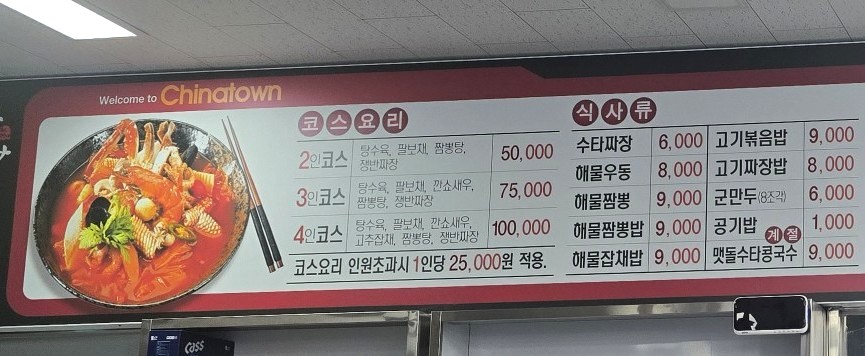 Welcome to Chinatown
코스요리
2인코스 탕수육, 팔보채, 짬뽕탕, 쟁반짜장 50,000
3인코스 탕수육, 팔보채, 깐쇼새우, 짬뽕탕, 쟁반짜장 75,000
4인코스 탕수육, 팔보채, 깐쇼새우, 고추잡채, 짬뽕탕, 쟁반짜장 100,000
코스요리 인원초과시 1인당 25,000원 적용.
식사류
수타짜장 6,000 고기볶음밥 9,000
해물우동 8,000 고기짜장밥 8,000
해물짬뽕 9,000 군만두(8조각) 6,000
해물짬뽕밥 9,000 공기밥 1,000
해물잡채밥 9,000 계절 맷돌수타콩국수 9,000
cass